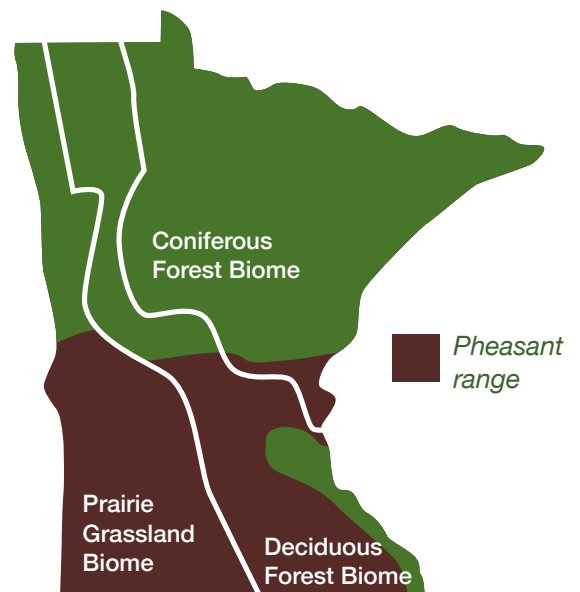 Coniferous
Forest Biome
Pheasant
range
Prairie
Grassland
Biome
Deciduous
Forest Biome